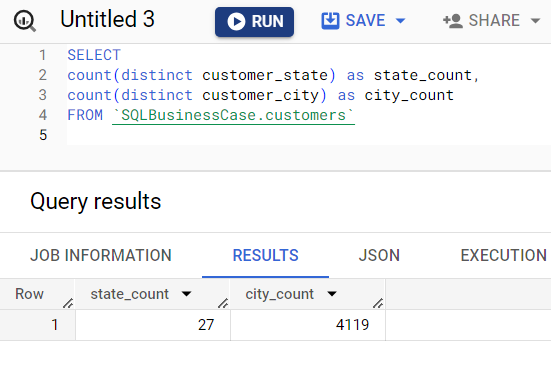 Untitled 3 RUN SAVE SHARE
1 SELECT
2 count(distinct customer_state) as state_count,
3 count(distinct customer_city) as city_count
4 FROM `SQLBusinessCase.customers`
5
Query results
JOB INFORMATION RESULTS JSON EXECUTION
Row state_count city_count
1 27 4119